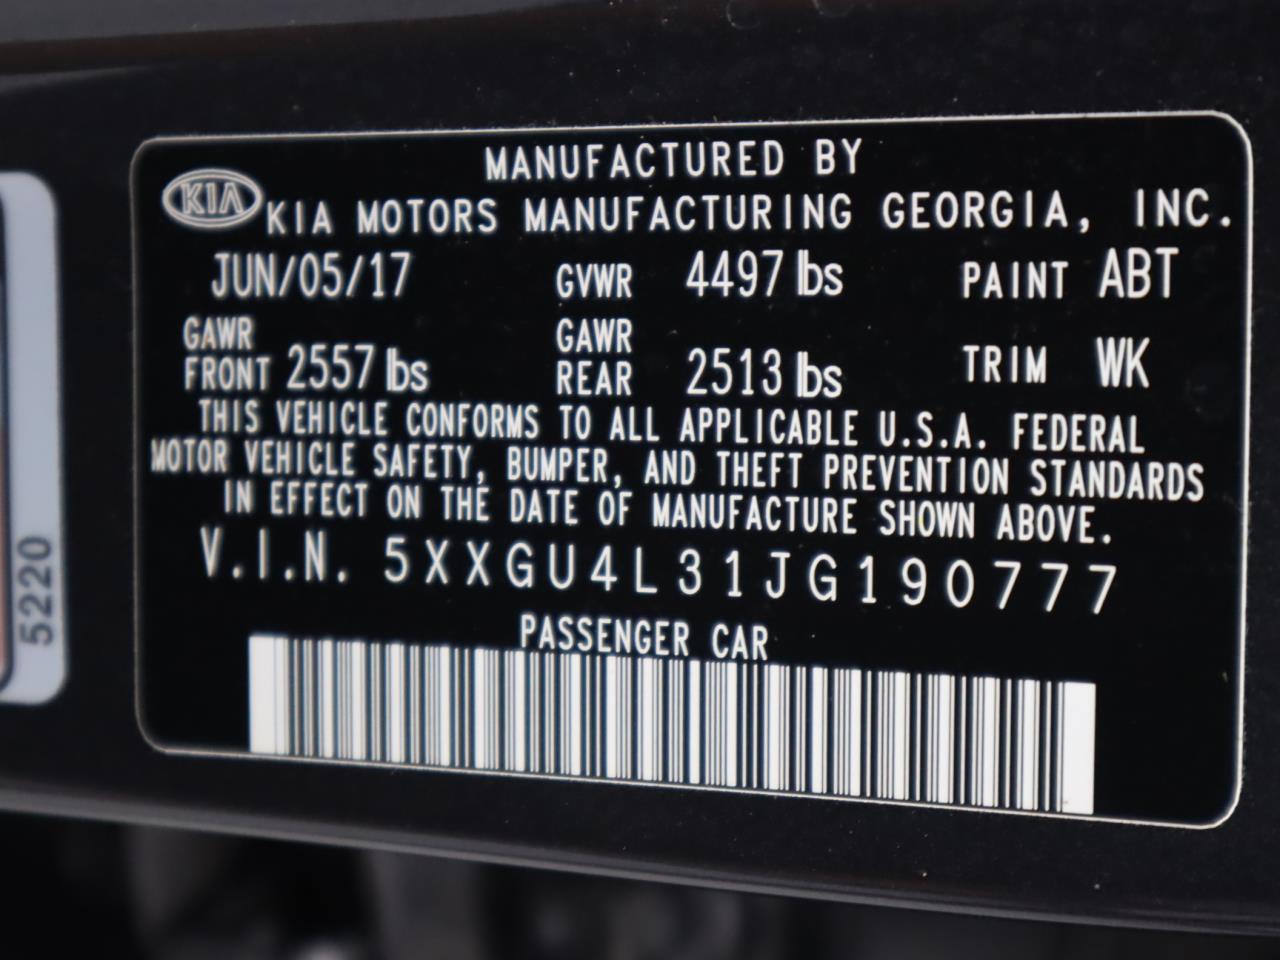 MANUFACTURED BY
KIA KIA MOTORS MANUFACTURING GEORGIA, INC.
JUN/05/17 GVWR 4497 lbs PAINT ABT
GAWR FRONT 2557 lbs GAWR REAR 2513 lbs TRIM WK
THIS VEHICLE CONFORMS TO ALL APPLICABLE U.S.A. FEDERAL
MOTOR VEHICLE SAFETY, BUMPER, AND THEFT PREVENTION STANDARDS
IN EFFECT ON THE DATE OF MANUFACTURE SHOWN ABOVE.
V.I.N. 5XXGU4L31JG190777
PASSENGER CAR
5220